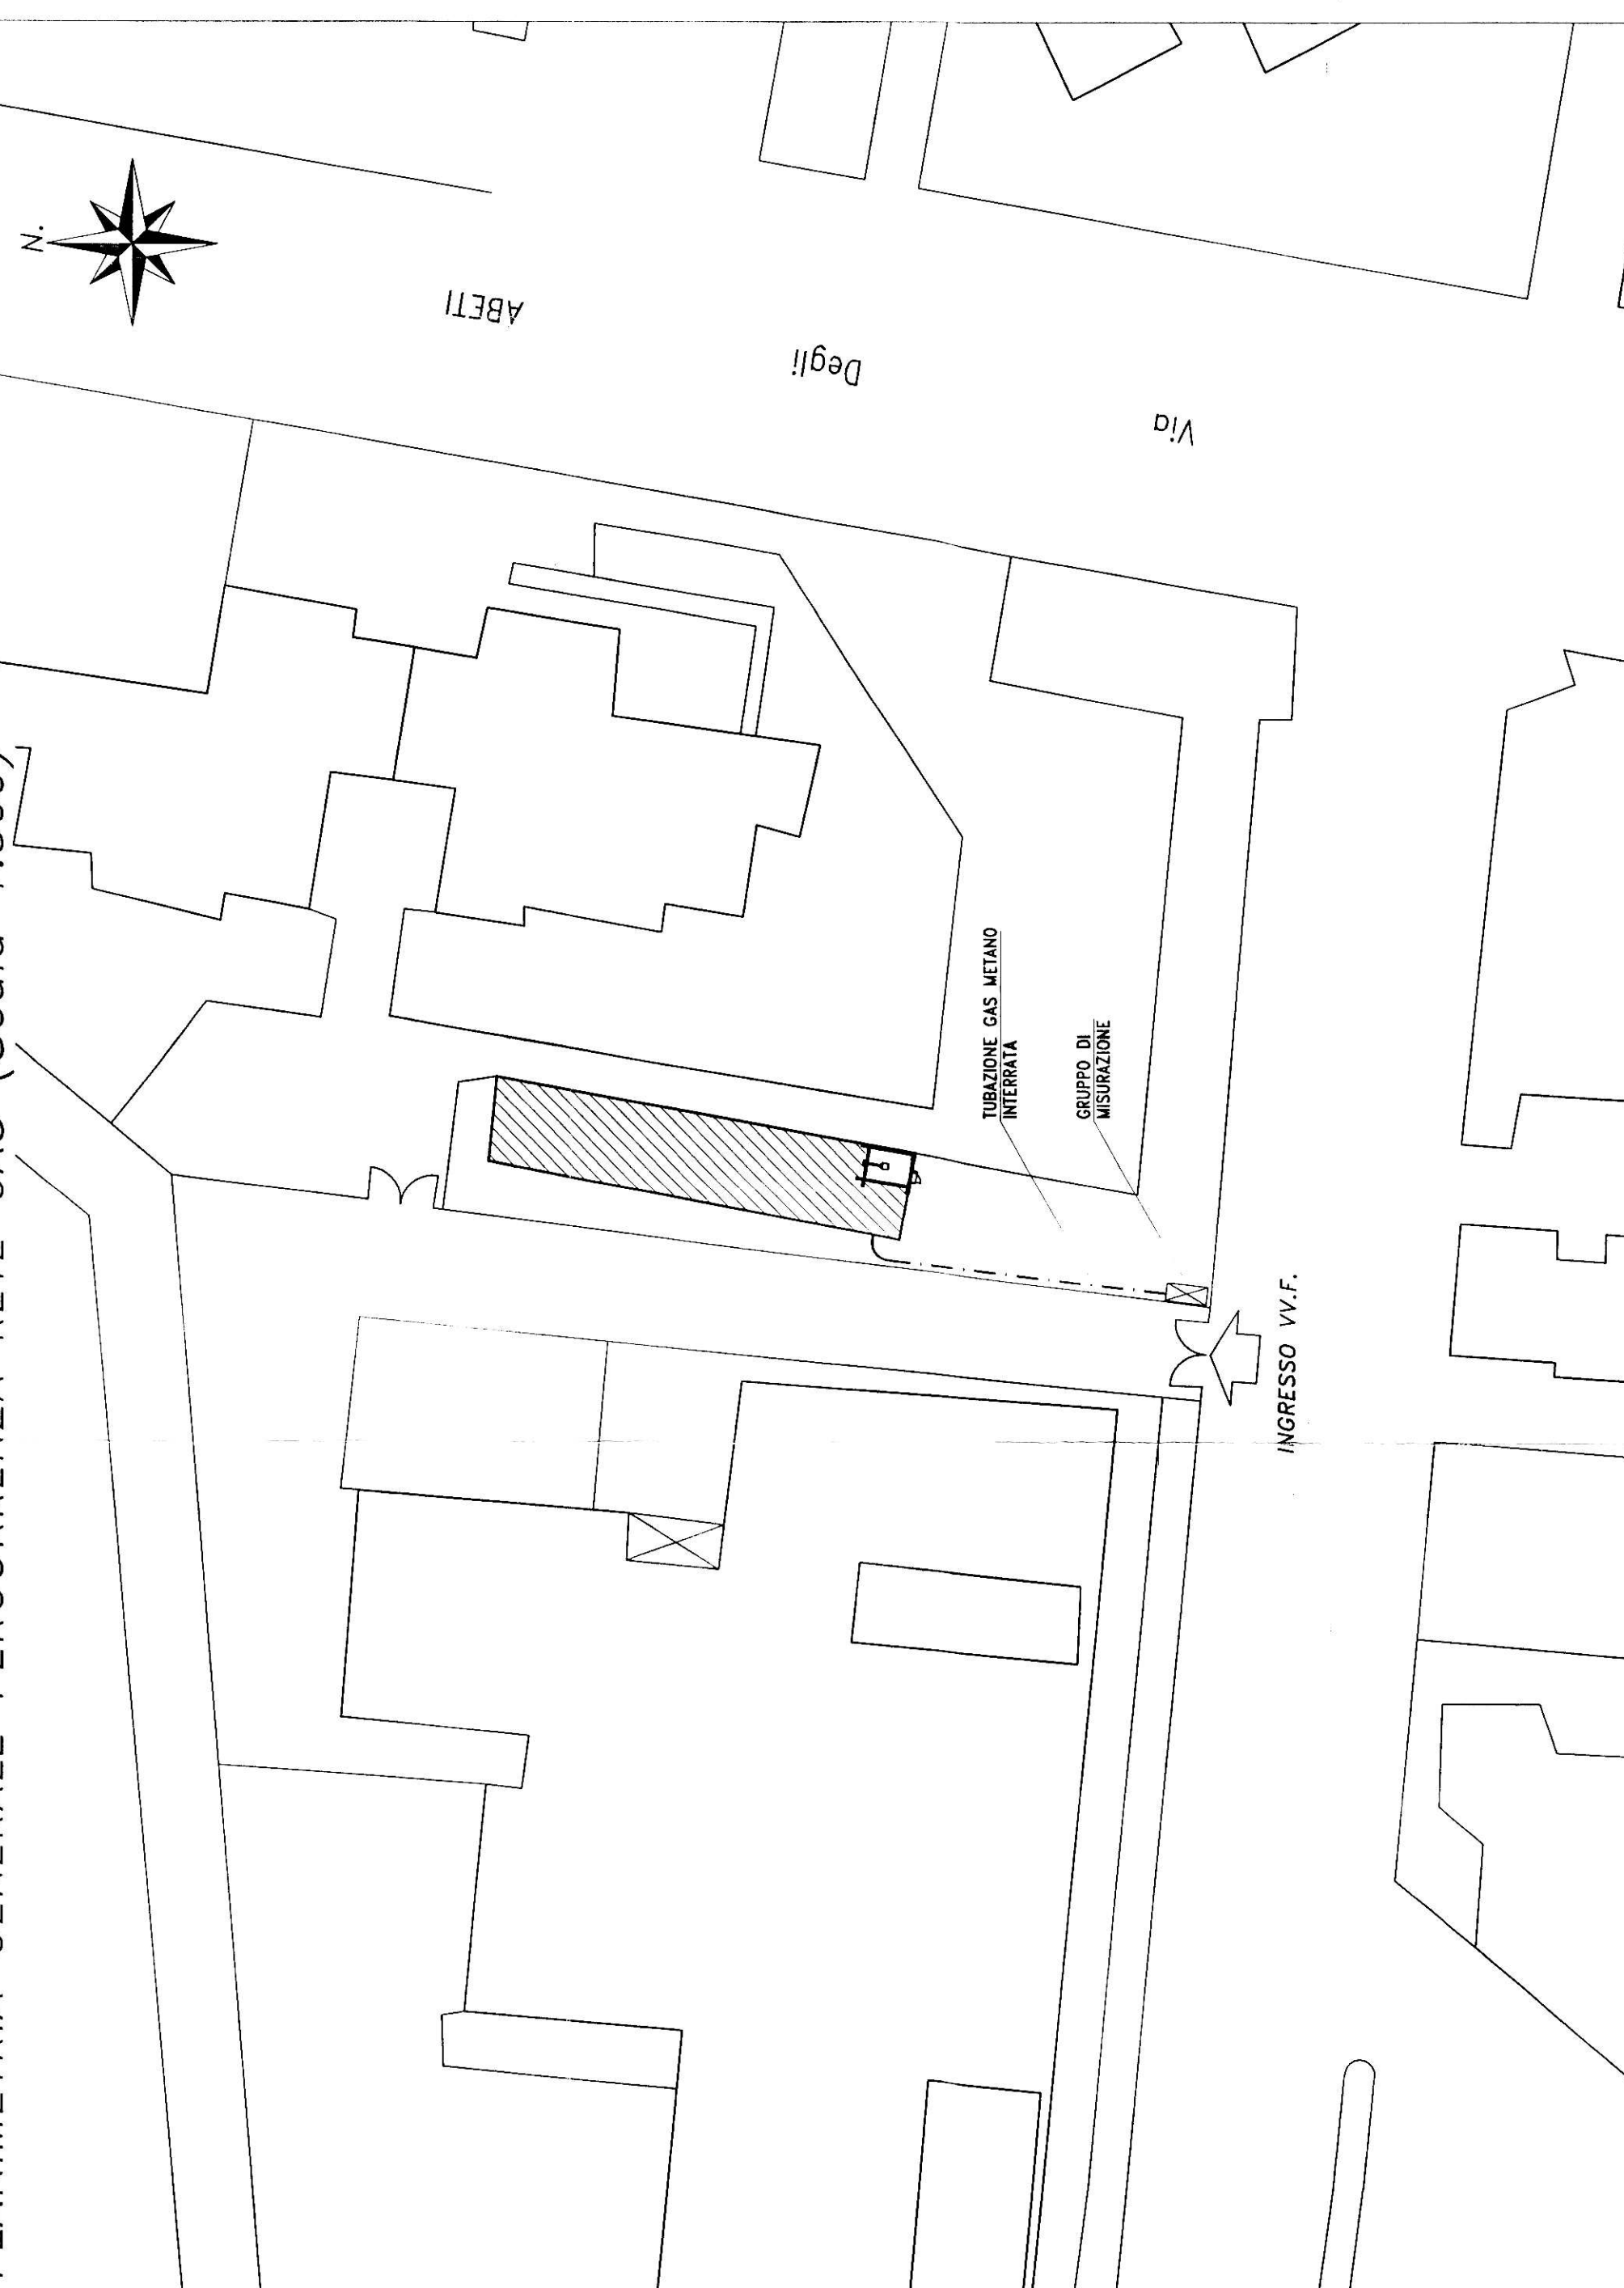 N.
Via
Degli
ABETI
TUBAZIONE GAS METANO
INTERRATA
GRUPPO DI
MISURAZIONE
INGRESSO VV.F.